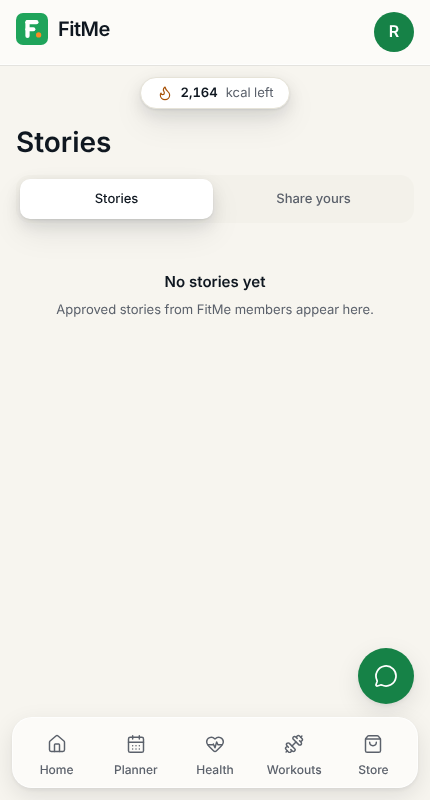 FitMe
R
2,164 kcal left
Stories
Stories
Share yours
No stories yet
Approved stories from FitMe members appear here.
Home
Planner
Health
Workouts
Store